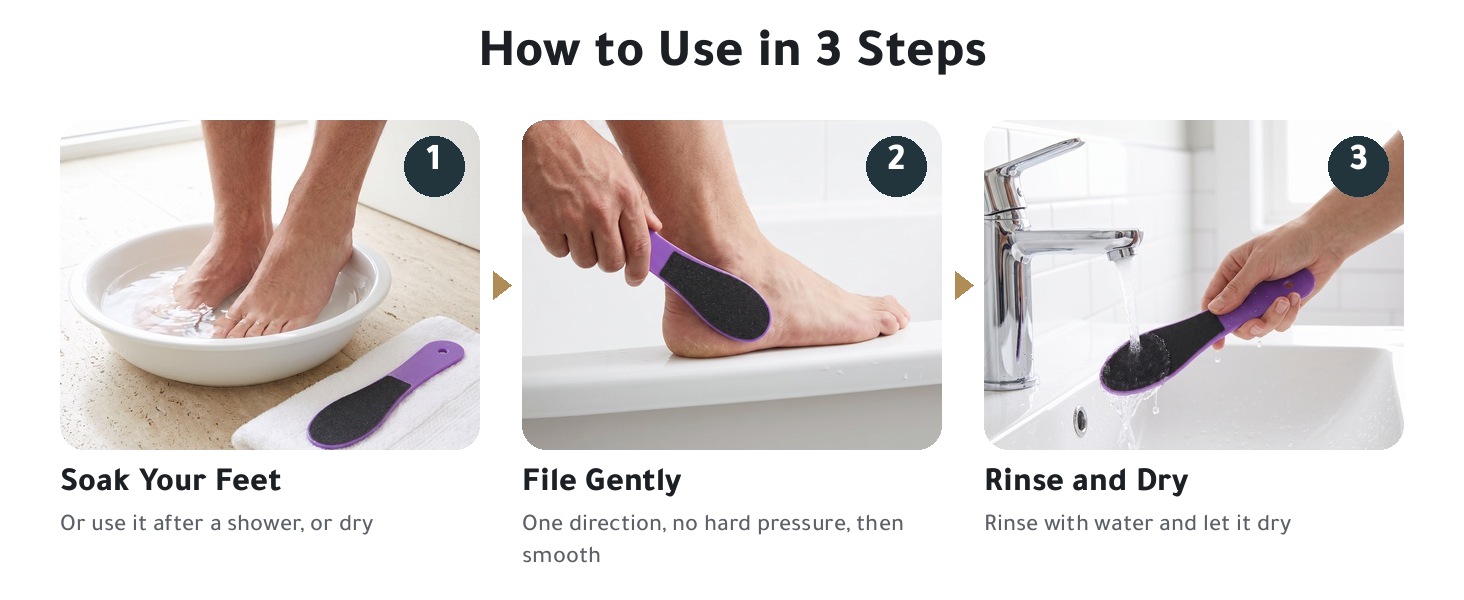 How to Use in 3 Steps
1
2
3
Soak Your Feet
Or use it after a shower, or dry
File Gently
One direction, no hard pressure, then
smooth
Rinse and Dry
Rinse with water and let it dry